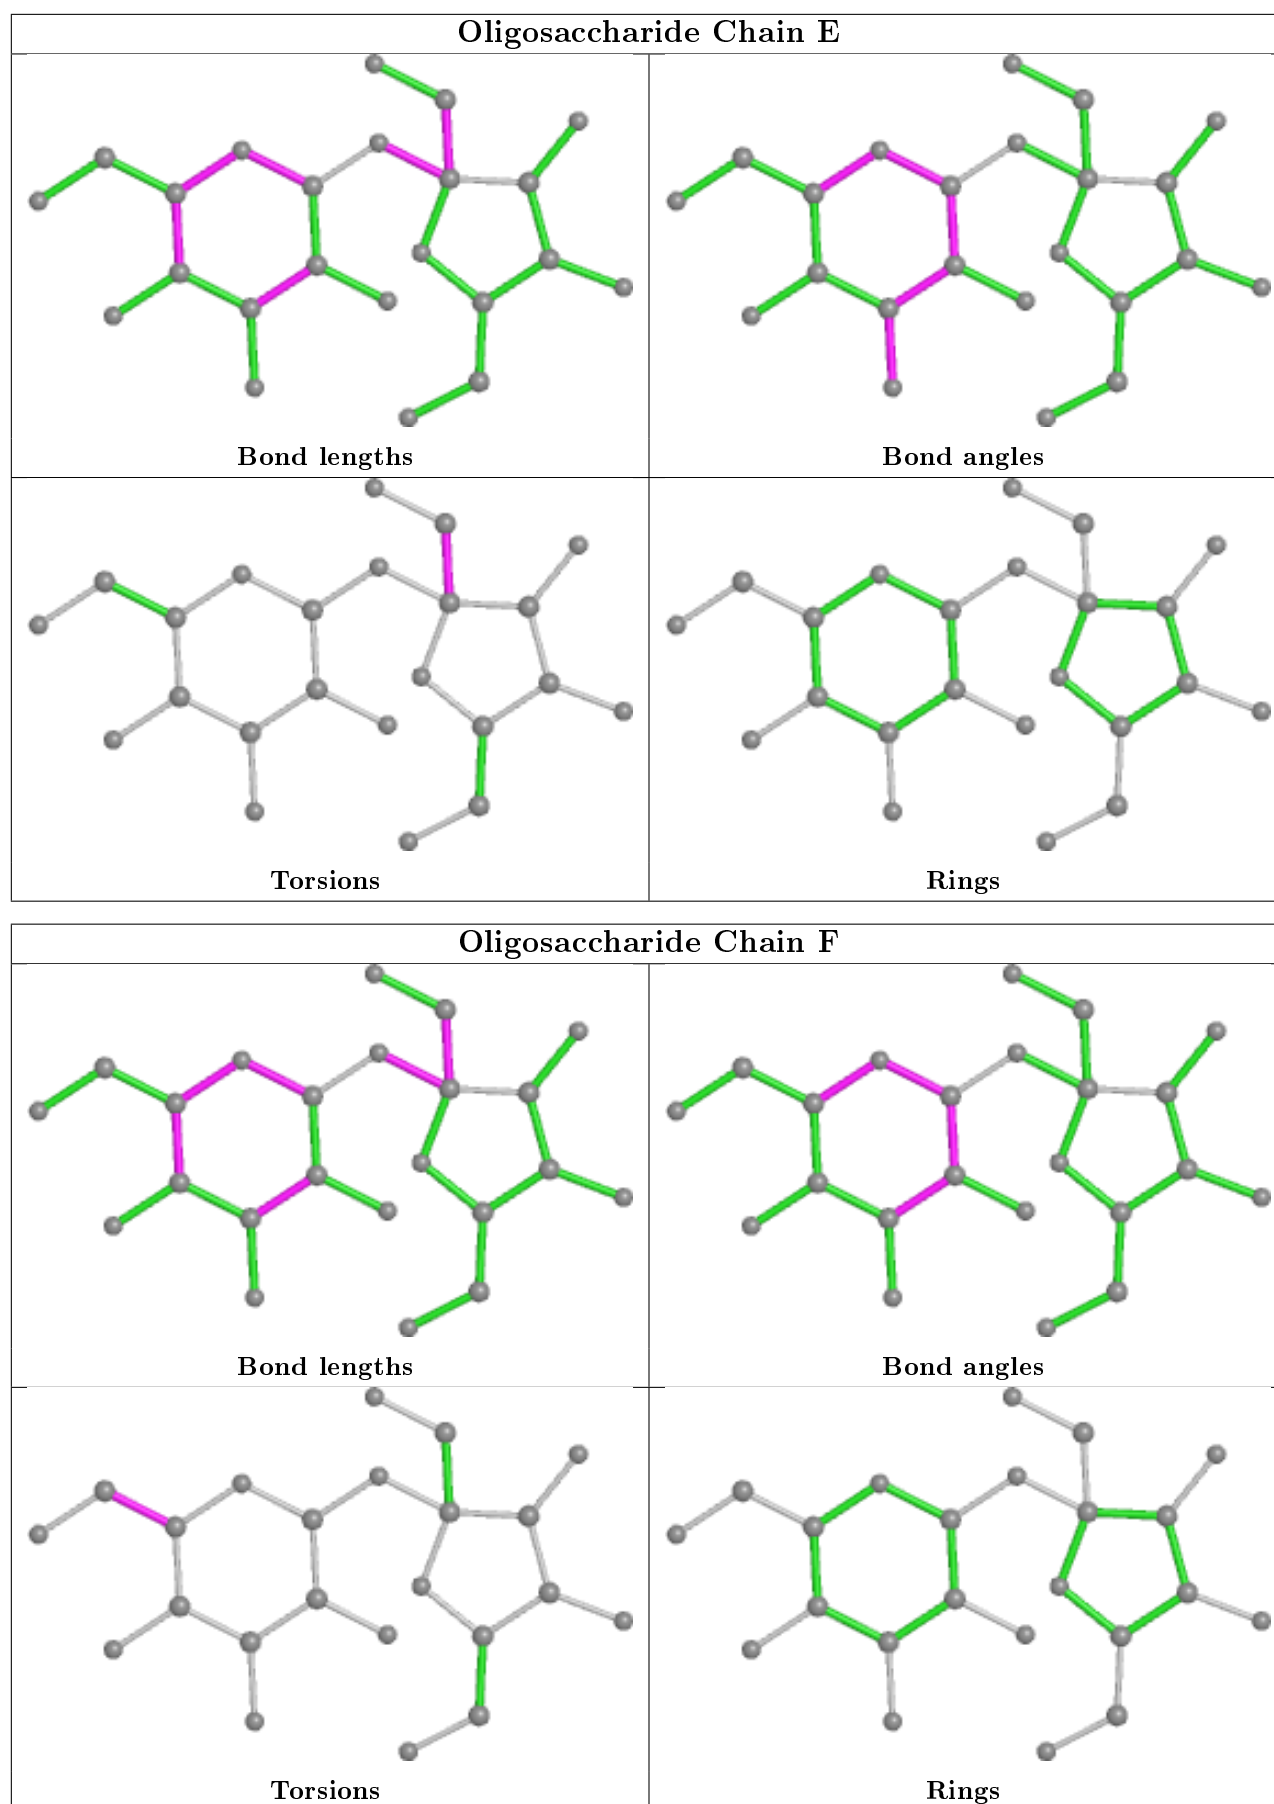 Oligosaccharide Chain E
Bond lengths
Bond angles
Torsions
Rings
Oligosaccharide Chain F
Bond lengths
Bond angles
Torsions
Rings